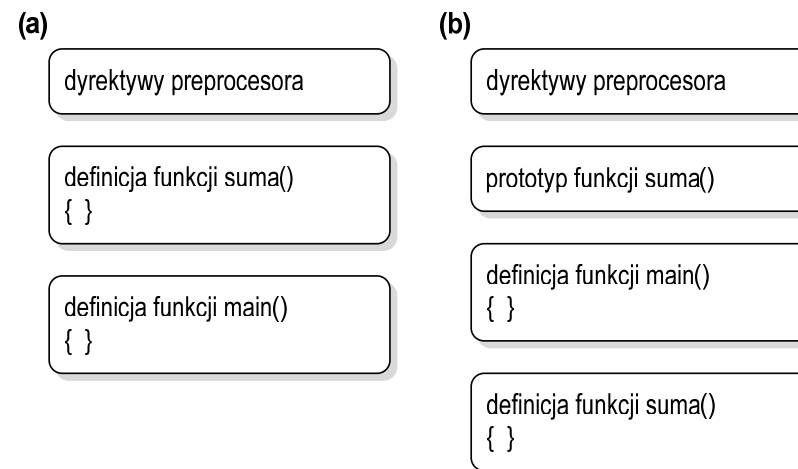 (a)
dyrektywy preprocesora
definicja funkcji suma()
{ }
definicja funkcji main()
{ }
(b)
dyrektywy preprocesora
prototyp funkcji suma()
definicja funkcji main()
{ }
definicja funkcji suma()
{ }